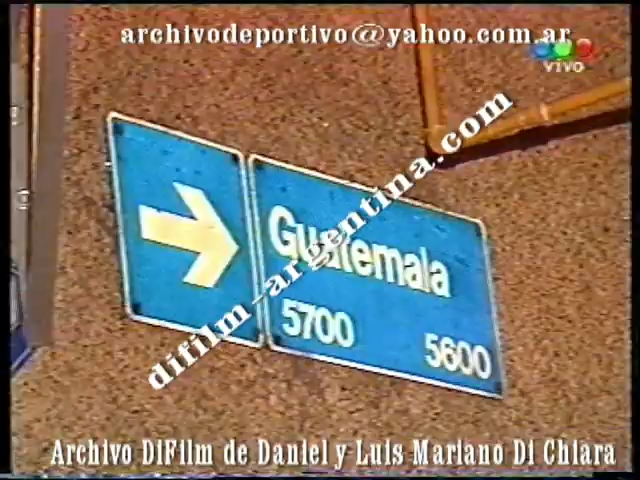 archivodeportivo@yahoo.com.ar
VIVO
Guatemala
5700 5600
difilm-argentina.com
Archivo DiFilm de Daniel y Luis Mariano Di Chiara